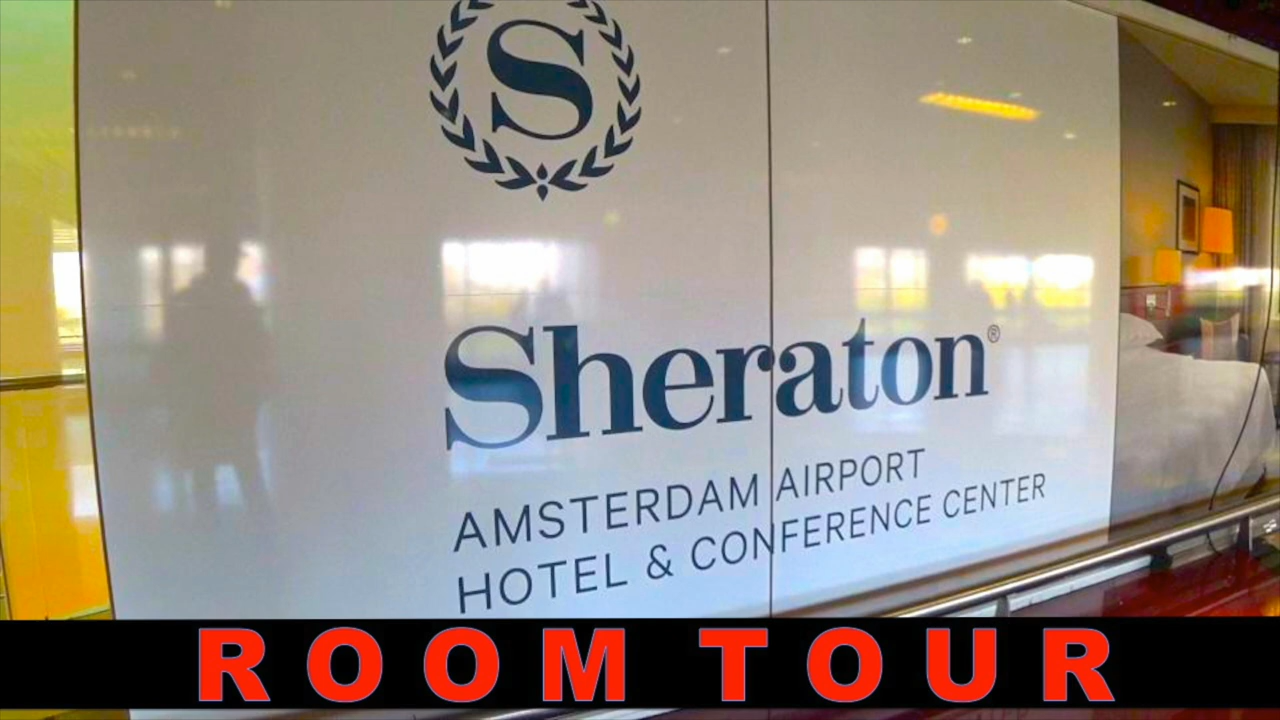 S
Sheraton®
AMSTERDAM AIRPORT
HOTEL & CONFERENCE CENTER
ROOM TOUR